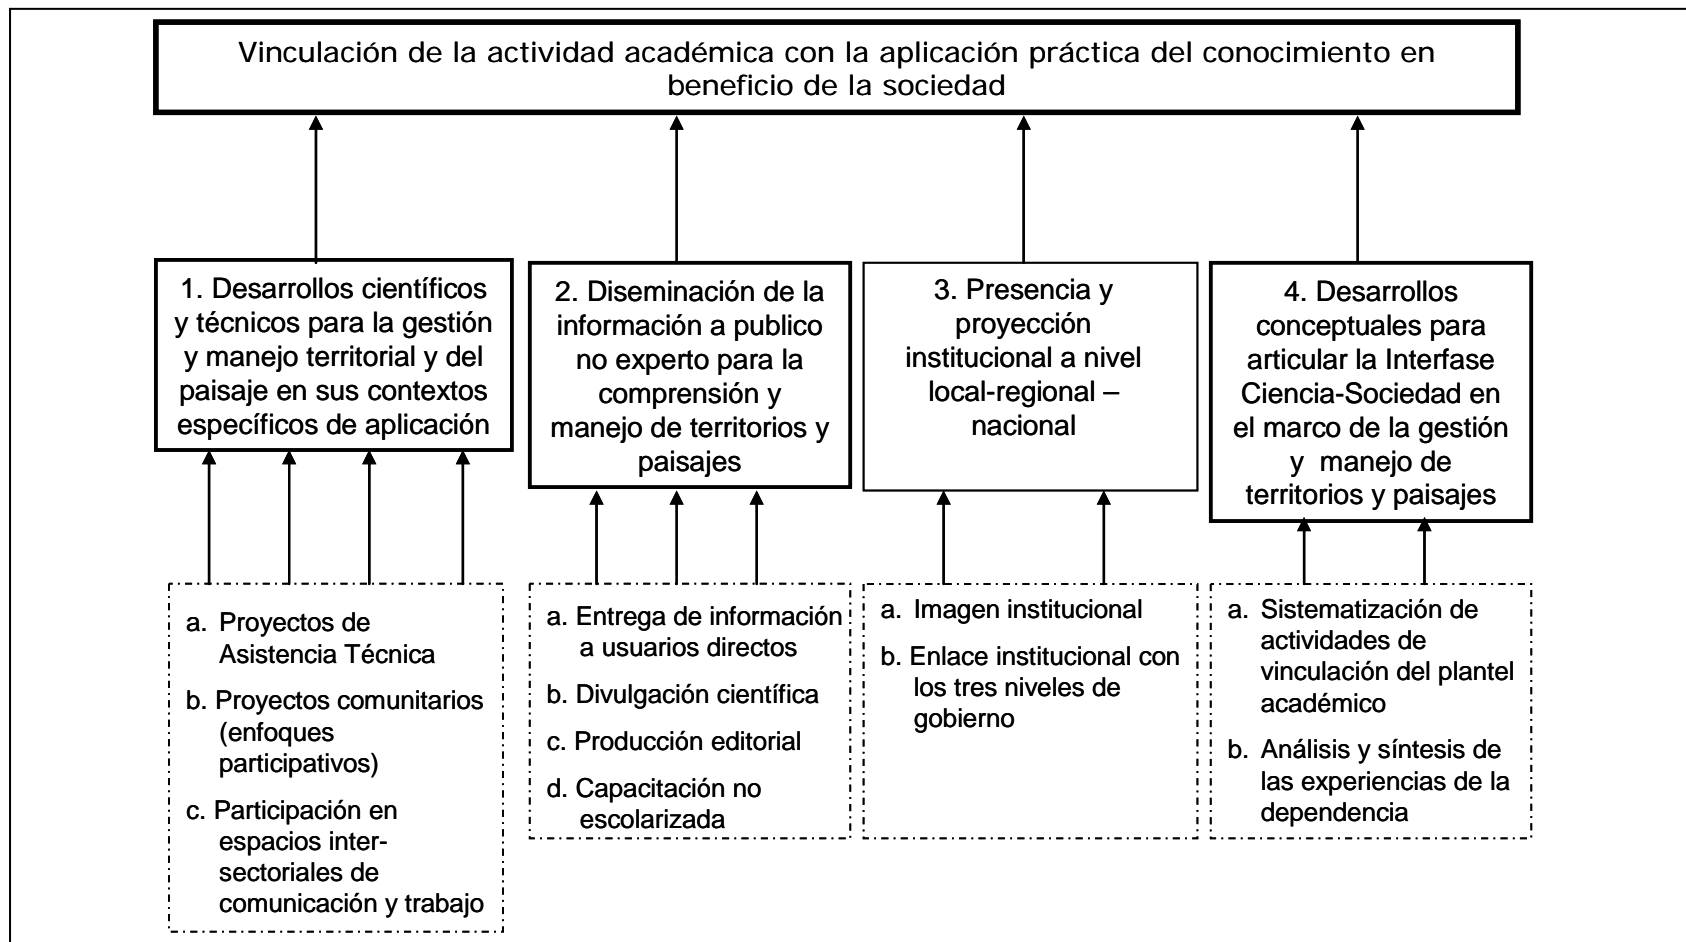 Vinculación de la actividad académica con la aplicación práctica del conocimiento en
beneficio de la sociedad
1. Desarrollos científicos
y técnicos para la gestión
y manejo territorial y del
paisaje en sus contextos
específicos de aplicación
2. Diseminación de la
información a publico
no experto para la
comprensión y
manejo de territorios y
paisajes
3. Presencia y
proyección
institucional a nivel
local-regional –
nacional
4. Desarrollos
conceptuales para
articular la Interfase
Ciencia-Sociedad en
el marco de la gestión
y manejo de
territorios y paisajes
a. Proyectos de
Asistencia Técnica
b. Proyectos comunitarios
(enfoques
participativos)
c. Participación en
espacios inter-
sectoriales de
comunicación y trabajo
a. Entrega de información
a usuarios directos
b. Divulgación científica
c. Producción editorial
d. Capacitación no
escolarizada
a. Imagen institucional
b. Enlace institucional con
los tres niveles de
gobierno
a. Sistematización de
actividades de
vinculación del plantel
académico
b. Análisis y síntesis de
las experiencias de la
dependencia